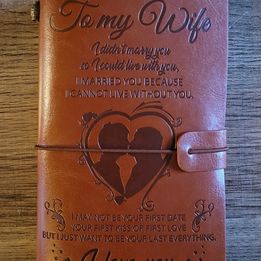 To my Wife
I didn't marry you
so I could live with you,
I MARRIED YOU BECAUSE
I CANNOT LIVE WITHOUT YOU.
I MAY NOT BE YOUR FIRST DATE
YOUR FIRST KISS OR FIRST LOVE
BUT I JUST WANT TO BE YOUR LAST EVERYTHING.
I love you